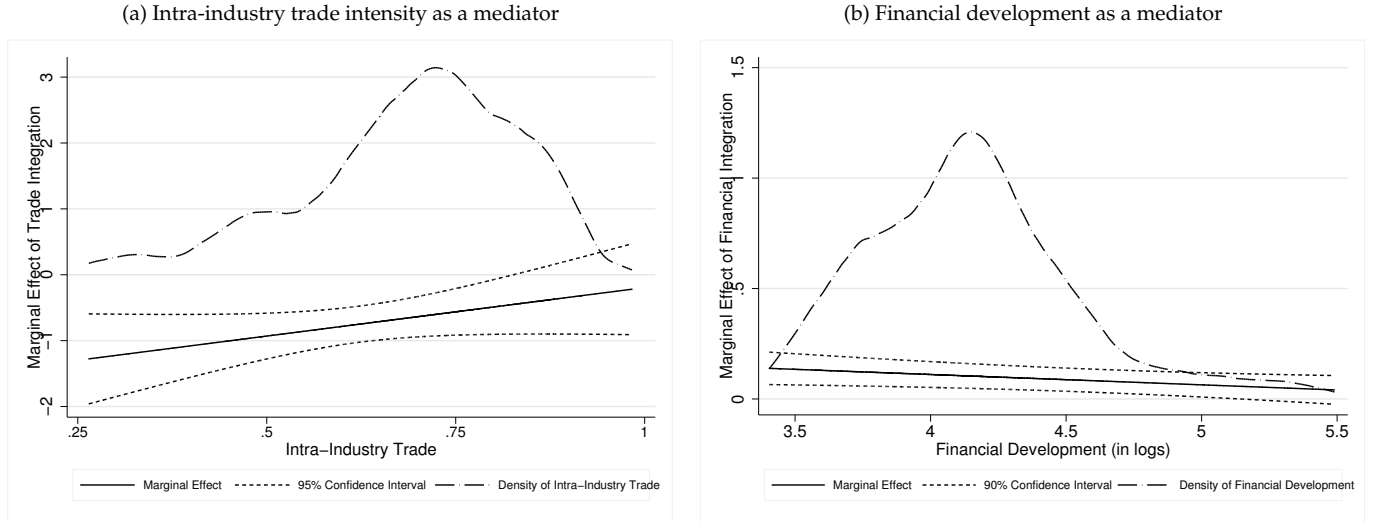 (a) Intra-industry trade intensity as a mediator
Marginal Effect of Trade Integration
3
2
1
0
−1
−2
.25
.5
.75
1
Intra−Industry Trade
Marginal Effect
95% Confidence Interval
Density of Intra−Industry Trade
(b) Financial development as a mediator
Marginal Effect of Financial Integration
1.5
1
.5
0
3.5
4
4.5
5
5.5
Financial Development (in logs)
Marginal Effect
90% Confidence Interval
Density of Financial Development